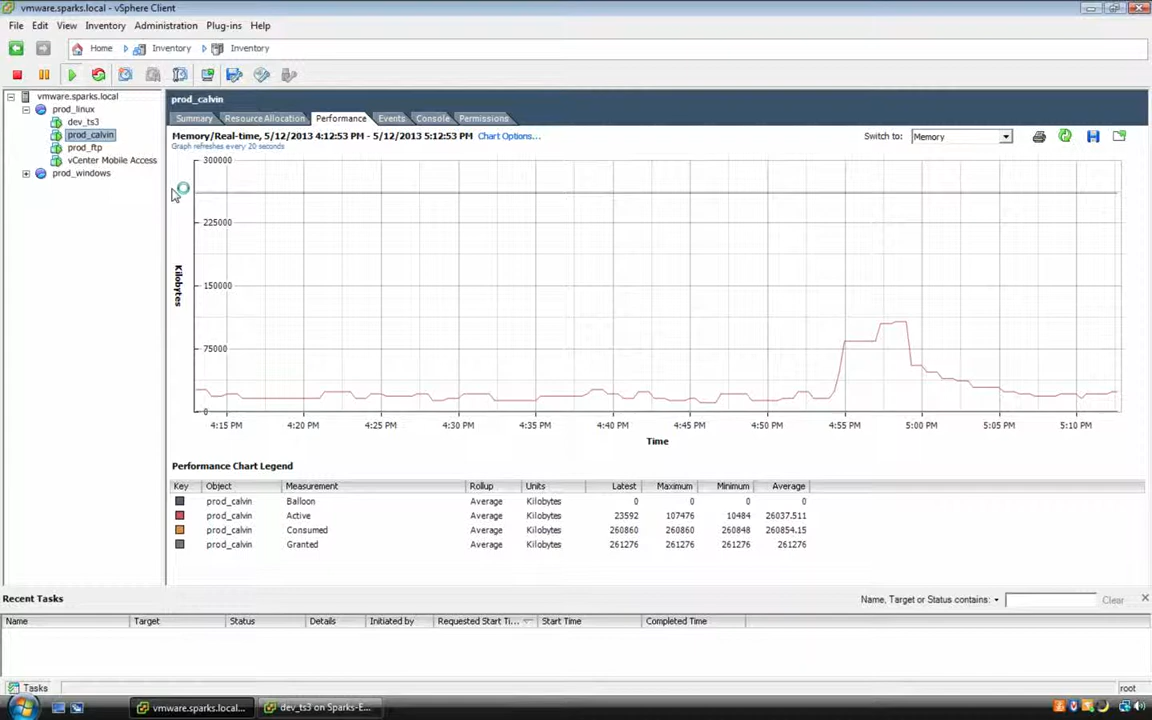 vmware.sparks.local - vSphere Client
File Edit View Inventory Administration Plug-ins Help
Home Inventory Inventory
vmware.sparks.local
prod_linux
dev_ts3
prod_calvin
prod_ftp
vCenter Mobile Access
prod_windows
prod_calvin
Summary Resource Allocation Performance Events Console Permissions
Memory/Real-time, 5/12/2013 4:12:53 PM - 5/12/2013 5:12:53 PM Chart Options... Switch to: Memory
Graph refreshes every 20 seconds
300000
225000
150000
75000
0
Kilobytes
4:15 PM 4:20 PM 4:25 PM 4:30 PM 4:35 PM 4:40 PM 4:45 PM 4:50 PM 4:55 PM 5:00 PM 5:05 PM 5:10 PM
Time
Performance Chart Legend
Key Object Measurement Rollup Units Latest Maximum Minimum Average
prod_calvin Balloon Average Kilobytes 0 0 0 0
prod_calvin Active Average Kilobytes 23592 107476 10484 26037.511
prod_calvin Consumed Average Kilobytes 260860 260860 260848 260854.15
prod_calvin Granted Average Kilobytes 261276 261276 261276 261276
Recent Tasks Name, Target or Status contains: Clear
Name Target Status Details Initiated by Requested Start Ti... Start Time Completed Time
Tasks root
vmware.sparks.local... dev_ts3 on Sparks-E...